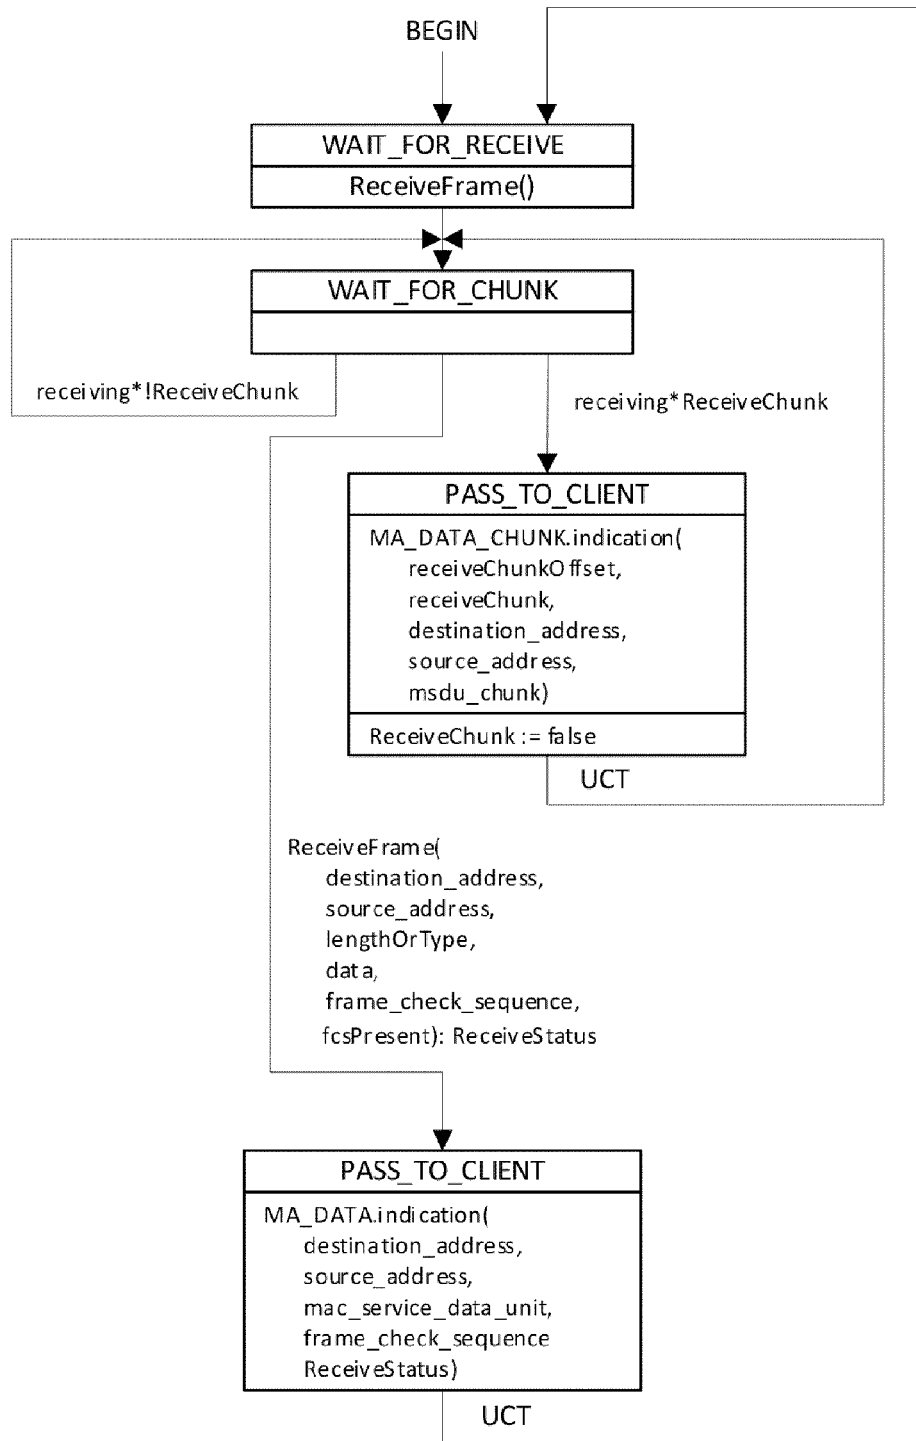 BEGIN
WAIT_FOR_RECEIVE
ReceiveFrame()
WAIT_FOR_CHUNK
receiving*!ReceiveChunk
receiving*ReceiveChunk
PASS_TO_CLIENT
MA_DATA_CHUNK.indication(
receiveChunkOffset,
receiveChunk,
destination_address,
source_address,
msdu_chunk)
ReceiveChunk := false
UCT
ReceiveFrame(
destination_address,
source_address,
lengthOrType,
data,
frame_check_sequence,
fcsPresent): ReceiveStatus
PASS_TO_CLIENT
MA_DATA.indication(
destination_address,
source_address,
mac_service_data_unit,
frame_check_sequence
ReceiveStatus)
UCT